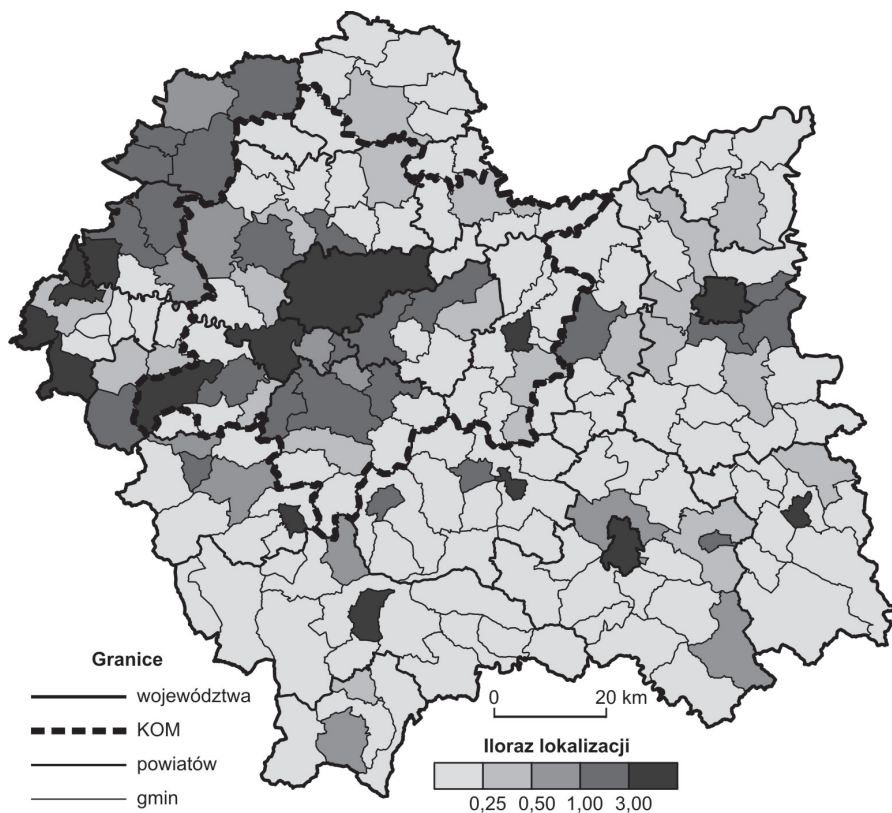 Granice
województwa
KOM
powiatów
gmin
0 20 km
Iloraz lokalizacji
0,25 0,50 1,00 3,00